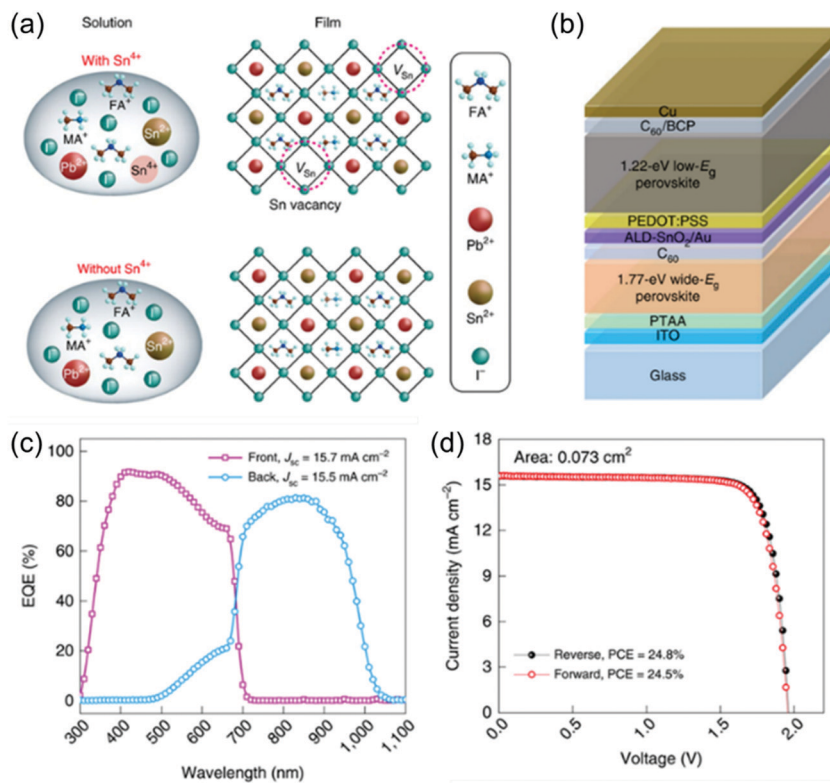 (a)
Solution
Film
With Sn⁴⁺
FA⁺
I⁻
MA⁺
Sn²⁺
Pb²⁺
Sn⁴⁺
V_Sn
V_Sn
Sn vacancy
Without Sn⁴⁺
FA⁺
I⁻
MA⁺
Sn²⁺
Pb²⁺
FA⁺
MA⁺
Pb²⁺
Sn²⁺
I⁻
(b)
Cu
C₆₀/BCP
1.22-eV low-E_g
perovskite
PEDOT:PSS
ALD-SnO₂/Au
C₆₀
1.77-eV wide-E_g
perovskite
PTAA
ITO
Glass
(c)
Front, J_sc = 15.7 mA cm⁻²
Back, J_sc = 15.5 mA cm⁻²
EQE (%)
100
80
60
40
20
0
300 400 500 600 700 800 900 1,000 1,100
Wavelength (nm)
(d)
Area: 0.073 cm²
Reverse, PCE = 24.8%
Forward, PCE = 24.5%
Current density (mA cm⁻²)
18
15
12
9
6
3
0
0.0 0.5 1.0 1.5 2.0
Voltage (V)